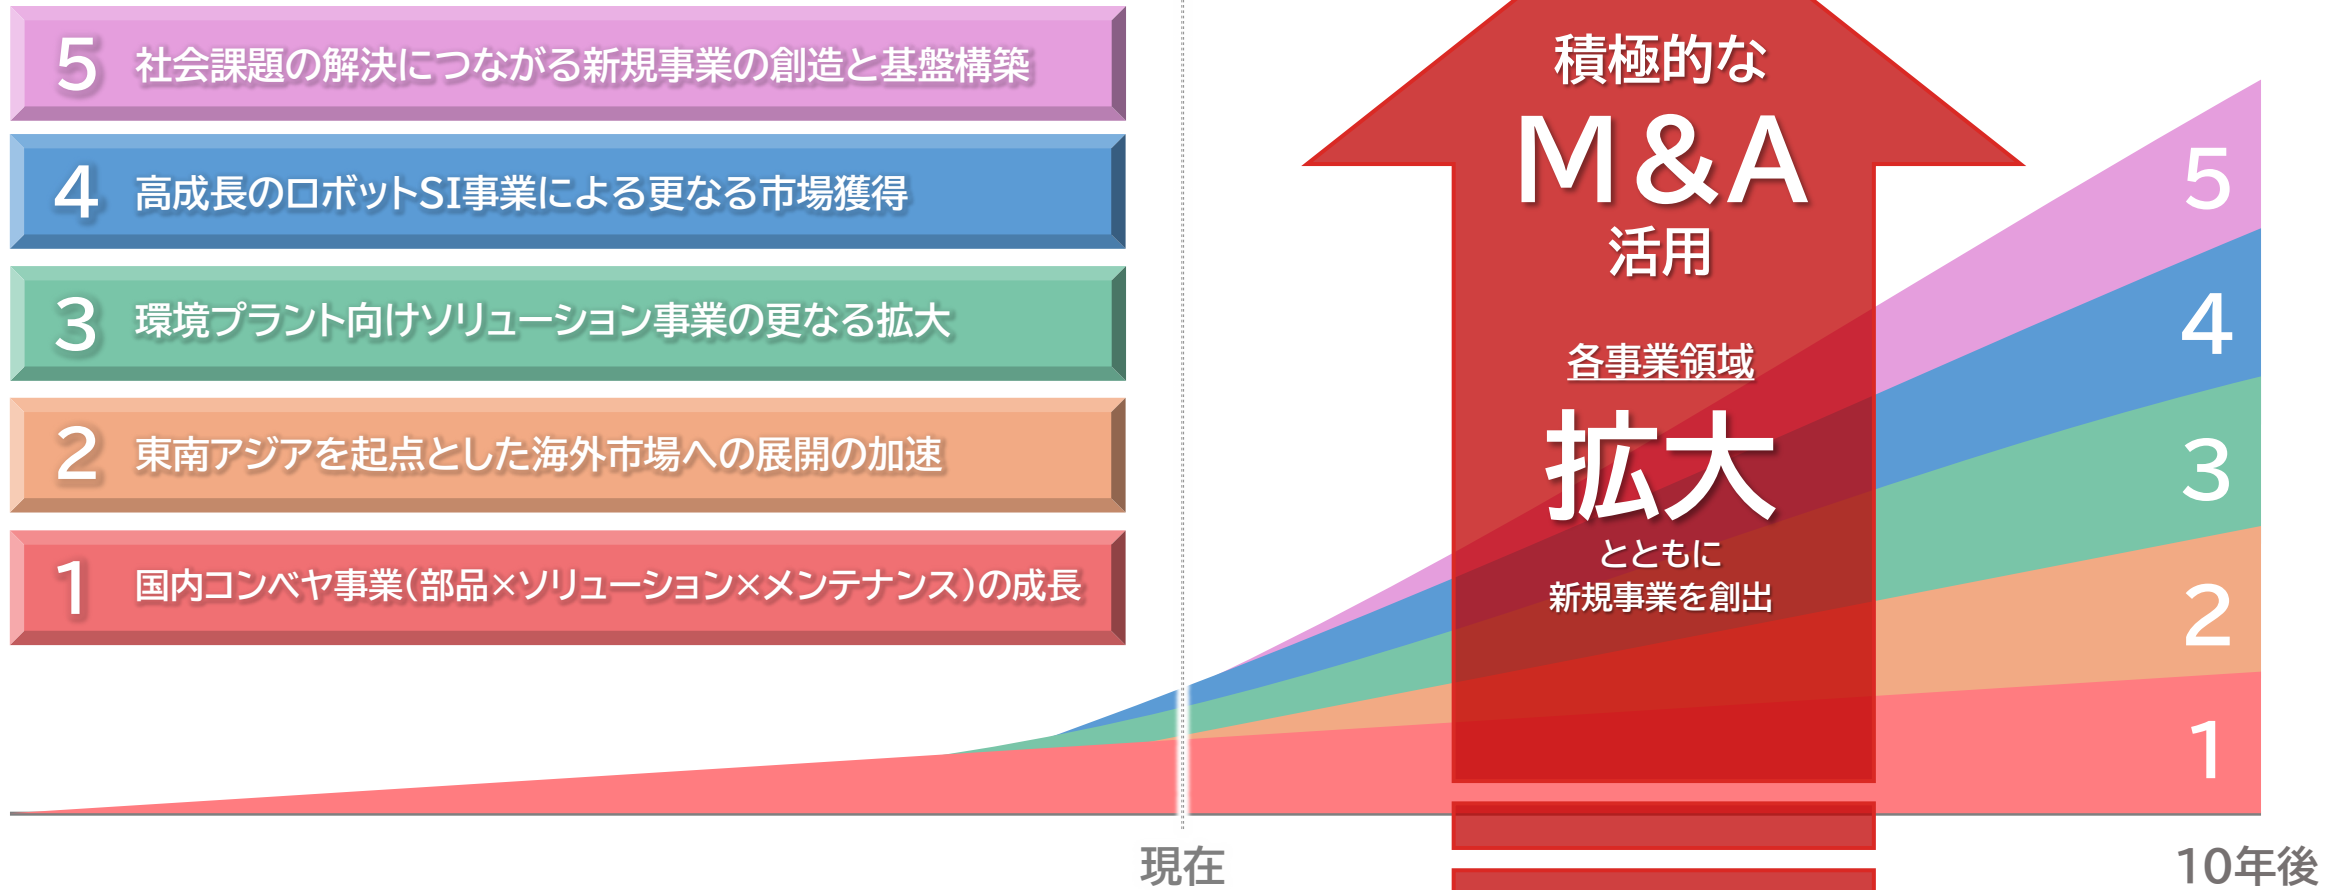 5 社会課題の解決につながる新規事業の創造と基盤構築
4 高成長のロボットSI事業による更なる市場獲得
3 環境プラント向けソリューション事業の更なる拡大
2 東南アジアを起点とした海外市場への展開の加速
1 国内コンベヤ事業(部品×ソリューション×メンテナンス)の成長
積極的な
M&A
活用
各事業領域
拡大
とともに
新規事業を創出
5
4
3
2
1
現在
10年後